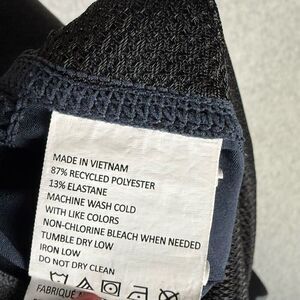 MADE IN VIETNAM
87% RECYCLED POLYESTER
13% ELASTANE
MACHINE WASH COLD
WITH LIKE COLORS
NON-CHLORINE BLEACH WHEN NEEDED
TUMBLE DRY LOW
IRON LOW
DO NOT DRY CLEAN
FABRIQUÉ